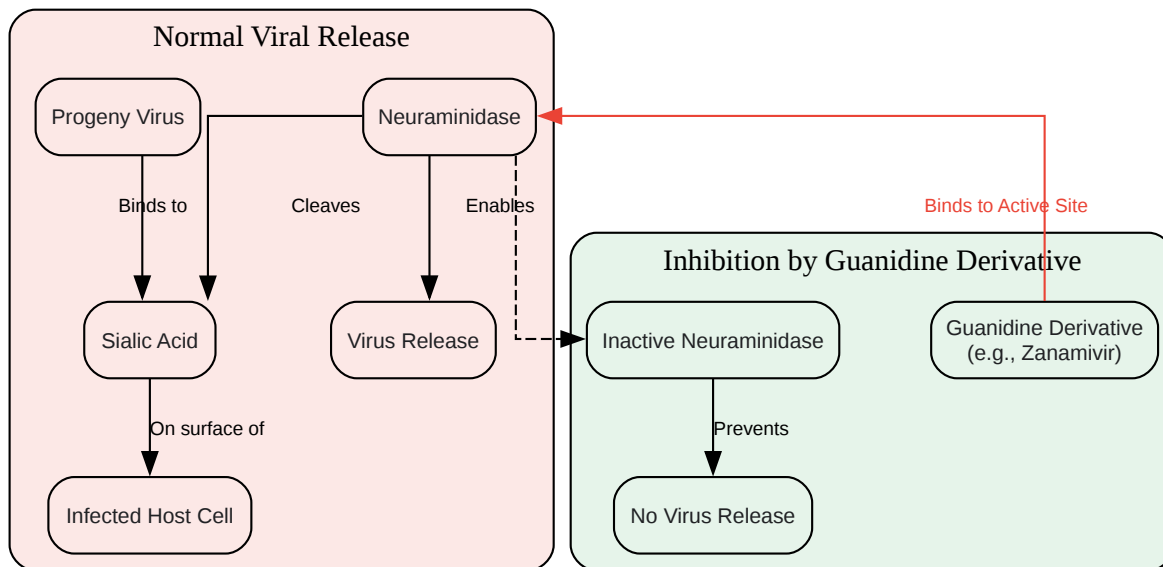 Normal Viral Release
Progeny Virus
Neuraminidase
Binds to
Cleaves
Enables
Sialic Acid
Virus Release
On surface of
Infected Host Cell
Binds to Active Site
Inhibition by Guanidine Derivative
Inactive Neuraminidase
Guanidine Derivative
(e.g., Zanamivir)
Prevents
No Virus Release